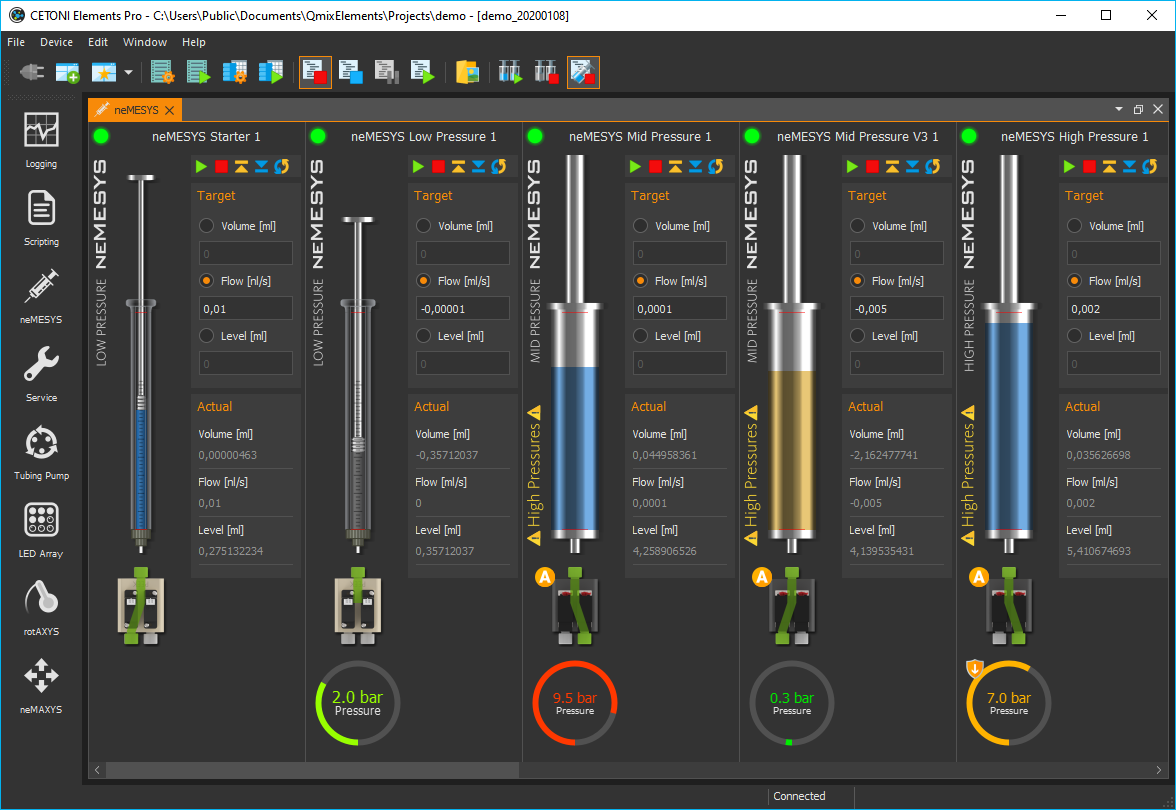 CETONI Elements Pro - C:\Users\Public\Documents\QmixElements\Projects\demo - [demo_20200108]
File Device Edit Window Help
neMESYS
Logging
Scripting
neMESYS
Service
Tubing Pump
LED Array
rotAXYS
neMAXYS
neMESYS Starter 1
LOW PRESSURE NEMESYS
Target
Volume [ml]
0
Flow [nl/s]
0,01
Level [ml]
0
Actual
Volume [ml]
0,00000463
Flow [nl/s]
0,01
Level [ml]
0,275132234
neMESYS Low Pressure 1
LOW PRESSURE NEMESYS
Target
Volume [ml]
0
Flow [ml/s]
-0,00001
Level [ml]
0
Actual
Volume [ml]
-0,35712037
Flow [ml/s]
0
Level [ml]
0,35712037
2.0 bar
Pressure
neMESYS Mid Pressure 1
MID PRESSURE NEMESYS
High Pressures
Target
Volume [ml]
0
Flow [ml/s]
0,0001
Level [ml]
0
Actual
Volume [ml]
0,044958361
Flow [ml/s]
0,0001
Level [ml]
4,258906526
A
9.5 bar
Pressure
neMESYS Mid Pressure V3 1
MID PRESSURE NEMESYS
High Pressures
Target
Volume [ml]
0
Flow [ml/s]
-0,005
Level [ml]
0
Actual
Volume [ml]
-2,162477741
Flow [ml/s]
-0,005
Level [ml]
4,139535431
A
0.3 bar
Pressure
neMESYS High Pressure 1
HIGH PRESSURE NEMESYS
High Pressures
Target
Volume [ml]
0
Flow [ml/s]
0,002
Level [ml]
0
Actual
Volume [ml]
0,035626698
Flow [ml/s]
0,002
Level [ml]
5,410674693
A
7.0 bar
Pressure
Connected